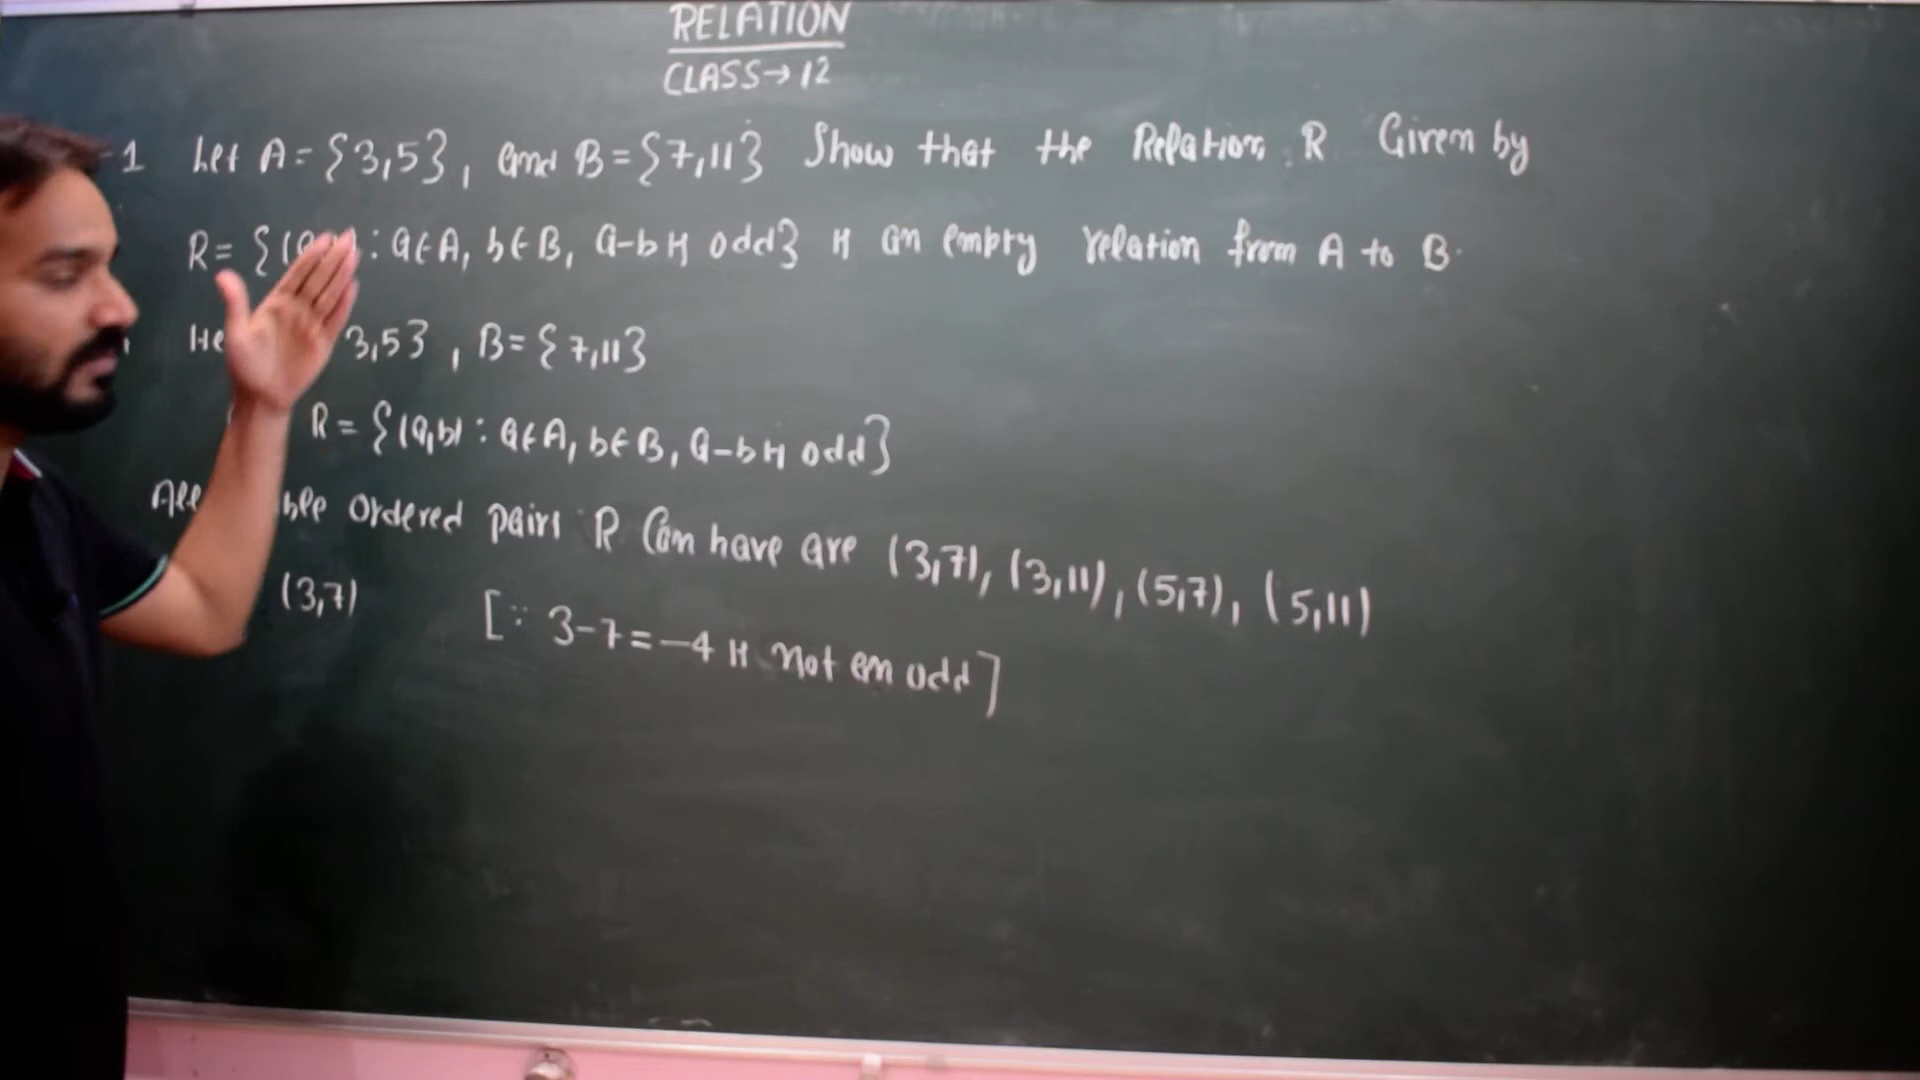 RELATION
CLASS→12
-1 Let A = {3,5}, and B = {7,11} Show that the Relation R Given by
R = {(a : a∈A, b∈B, a-b is odd} is an empty relation from A to B.
He 3,5} , B = {7,11}
R = {(a,b) : a∈A, b∈B, a-b is odd}
All ble ordered pairs R Can have are (3,7), (3,11), (5,7), (5,11)
(3,7) [∵ 3-7=-4 is not an odd]